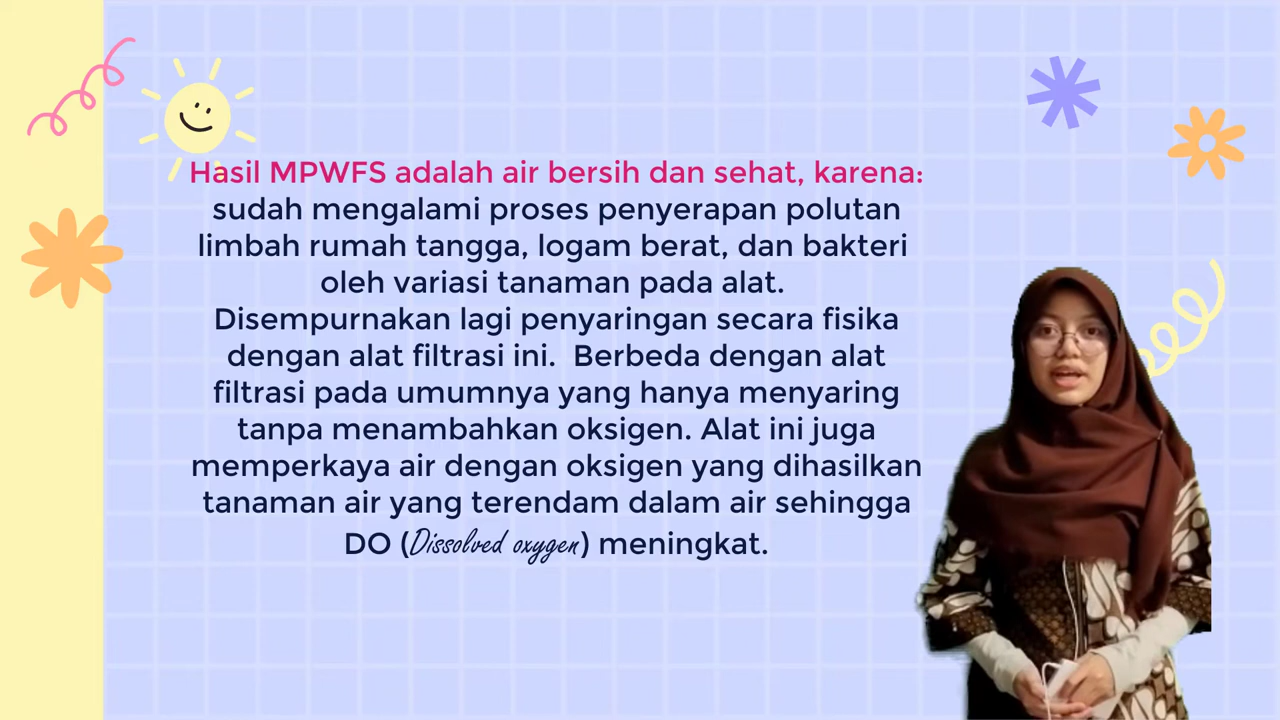 Hasil MPWFS adalah air bersih dan sehat, karena:
sudah mengalami proses penyerapan polutan
limbah rumah tangga, logam berat, dan bakteri
oleh variasi tanaman pada alat.
Disempurnakan lagi penyaringan secara fisika
dengan alat filtrasi ini.  Berbeda dengan alat
filtrasi pada umumnya yang hanya menyaring
tanpa menambahkan oksigen. Alat ini juga
memperkaya air dengan oksigen yang dihasilkan
tanaman air yang terendam dalam air sehingga
DO (Dissolved oxygen) meningkat.